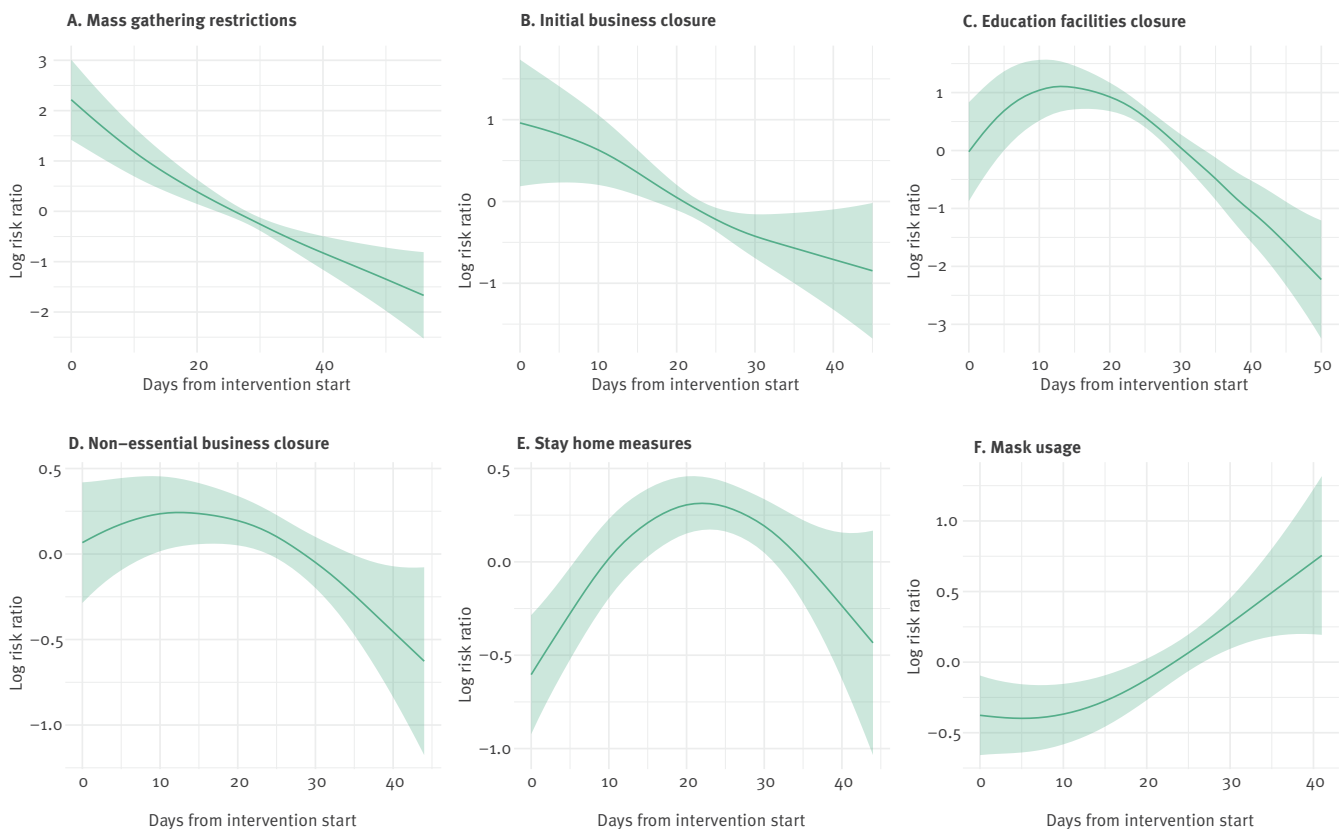 A. Mass gathering restrictions
3
2
1
0
−1
−2
Log risk ratio
0 20 40
Days from intervention start
B. Initial business closure
1
0
−1
Log risk ratio
0 10 20 30 40
Days from intervention start
C. Education facilities closure
1
0
−1
−2
−3
Log risk ratio
0 10 20 30 40 50
Days from intervention start
D. Non−essential business closure
0.5
0.0
−0.5
−1.0
Log risk ratio
0 10 20 30 40
Days from intervention start
E. Stay home measures
0.5
0.0
−0.5
−1.0
Log risk ratio
0 10 20 30 40
Days from intervention start
F. Mask usage
1.0
0.5
0.0
−0.5
Log risk ratio
0 10 20 30 40
Days from intervention start